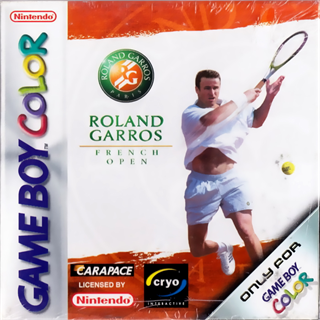 Nintendo
GAME BOY COLOR
ROLAND GARROS
PARIS
ROLAND
GARROS
FRENCH
OPEN
CARAPACE
LICENSED BY
Nintendo
cryo
INTERACTIVE
ONLY FOR
GAME BOY
COLOR